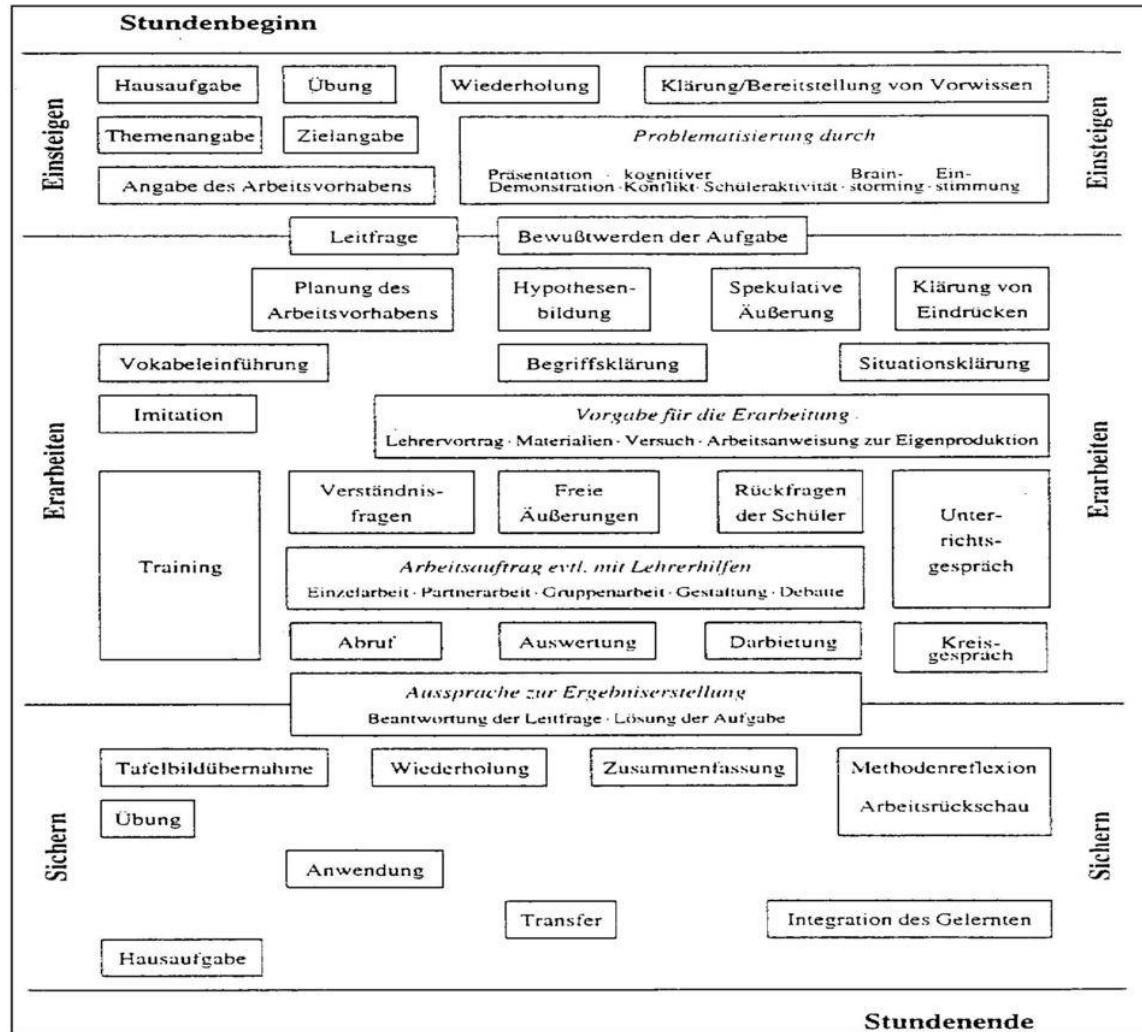 Stundenbeginn
Einsteigen
Einsteigen
Hausaufgabe
Übung
Wiederholung
Klärung/Bereitstellung von Vorwissen
Themenangabe
Zielangabe
Problematisierung durch
Präsentation · kognitiver Brain- Ein-
Demonstration · Konflikt · Schüleraktivität · storming · stimmung
Angabe des Arbeitsvorhabens
Leitfrage
Bewußtwerden der Aufgabe
Erarbeiten
Erarbeiten
Planung des
Arbeitsvorhabens
Hypothesen-
bildung
Spekulative
Äußerung
Klärung von
Eindrücken
Vokabeleinführung
Begriffsklärung
Situationsklärung
Imitation
Vorgabe für die Erarbeitung
Lehrervortrag · Materialien · Versuch · Arbeitsanweisung zur Eigenproduktion
Training
Verständnis-
fragen
Freie
Äußerungen
Rückfragen
der Schüler
Unter-
richts-
gespräch
Arbeitsauftrag evtl. mit Lehrerhilfen
Einzelarbeit · Partnerarbeit · Gruppenarbeit · Gestaltung · Debatte
Abruf
Auswertung
Darbietung
Kreis-
gespräch
Aussprache zur Ergebniserstellung
Beantwortung der Leitfrage · Lösung der Aufgabe
Sichern
Sichern
Tafelbildübernahme
Wiederholung
Zusammenfassung
Methodenreflexion
Arbeitsrückschau
Übung
Anwendung
Transfer
Integration des Gelernten
Hausaufgabe
Stundenende